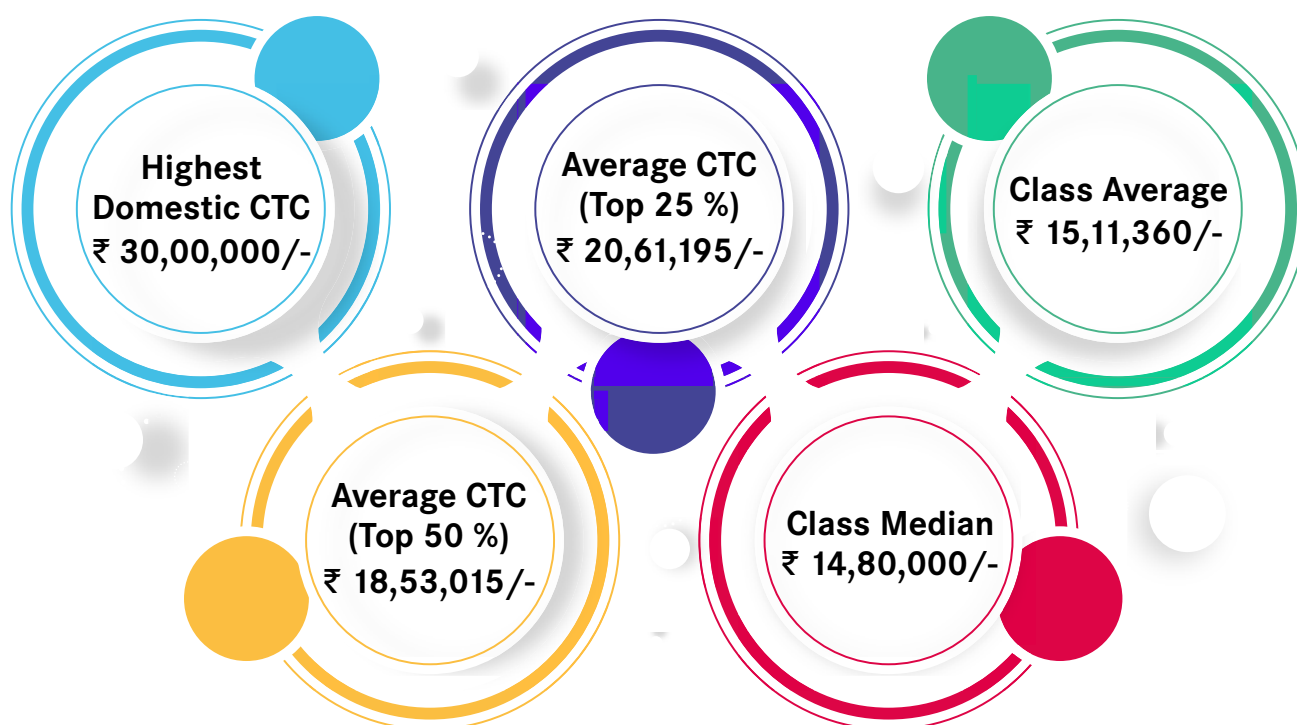 Highest
Domestic CTC
₹ 30,00,000/-
Average CTC
(Top 25 %)
₹ 20,61,195/-
Class Average
₹ 15,11,360/-
Average CTC
(Top 50 %)
₹ 18,53,015/-
Class Median
₹ 14,80,000/-